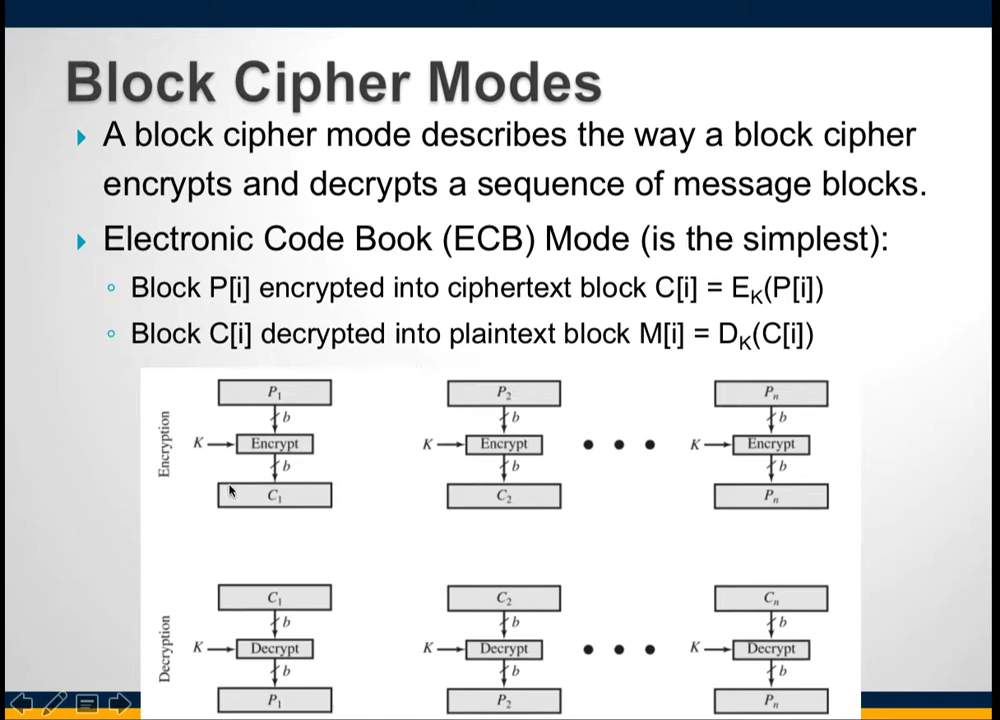 Block Cipher Modes
A block cipher mode describes the way a block cipher
encrypts and decrypts a sequence of message blocks.
Electronic Code Book (ECB) Mode (is the simplest):
Block P[i] encrypted into ciphertext block C[i] = EK(P[i])
Block C[i] decrypted into plaintext block M[i] = DK(C[i])
Encryption
P1 P2 Pn
b b b
K Encrypt K Encrypt K Encrypt
b b b
C1 C2 Pn
Decryption
C1 C2 Cn
b b b
K Decrypt K Decrypt K Decrypt
b b b
P1 P2 Pn